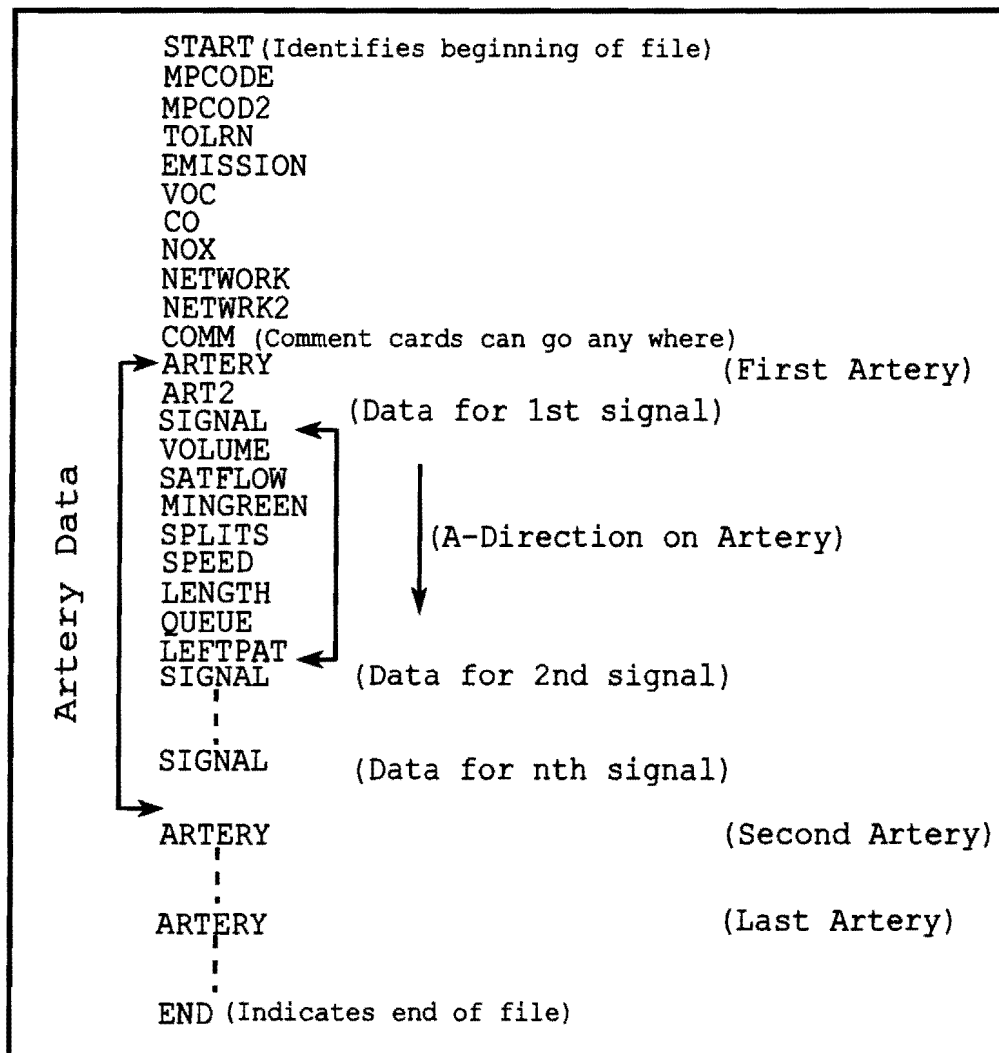 START (Identifies beginning of file)
MPCODE
MPCOD2
TOLRN
EMISSION
VOC
CO
NOX
NETWORK
NETWRK2
COMM (Comment cards can go any where)
ARTERY (First Artery)
ART2
SIGNAL (Data for 1st signal)
VOLUME
SATFLOW
MINGREEN
SPLITS (A-Direction on Artery)
SPEED
LENGTH
QUEUE
LEFTPAT
SIGNAL (Data for 2nd signal)
SIGNAL (Data for nth signal)
Artery Data
ARTERY (Second Artery)
ARTERY (Last Artery)
END (Indicates end of file)